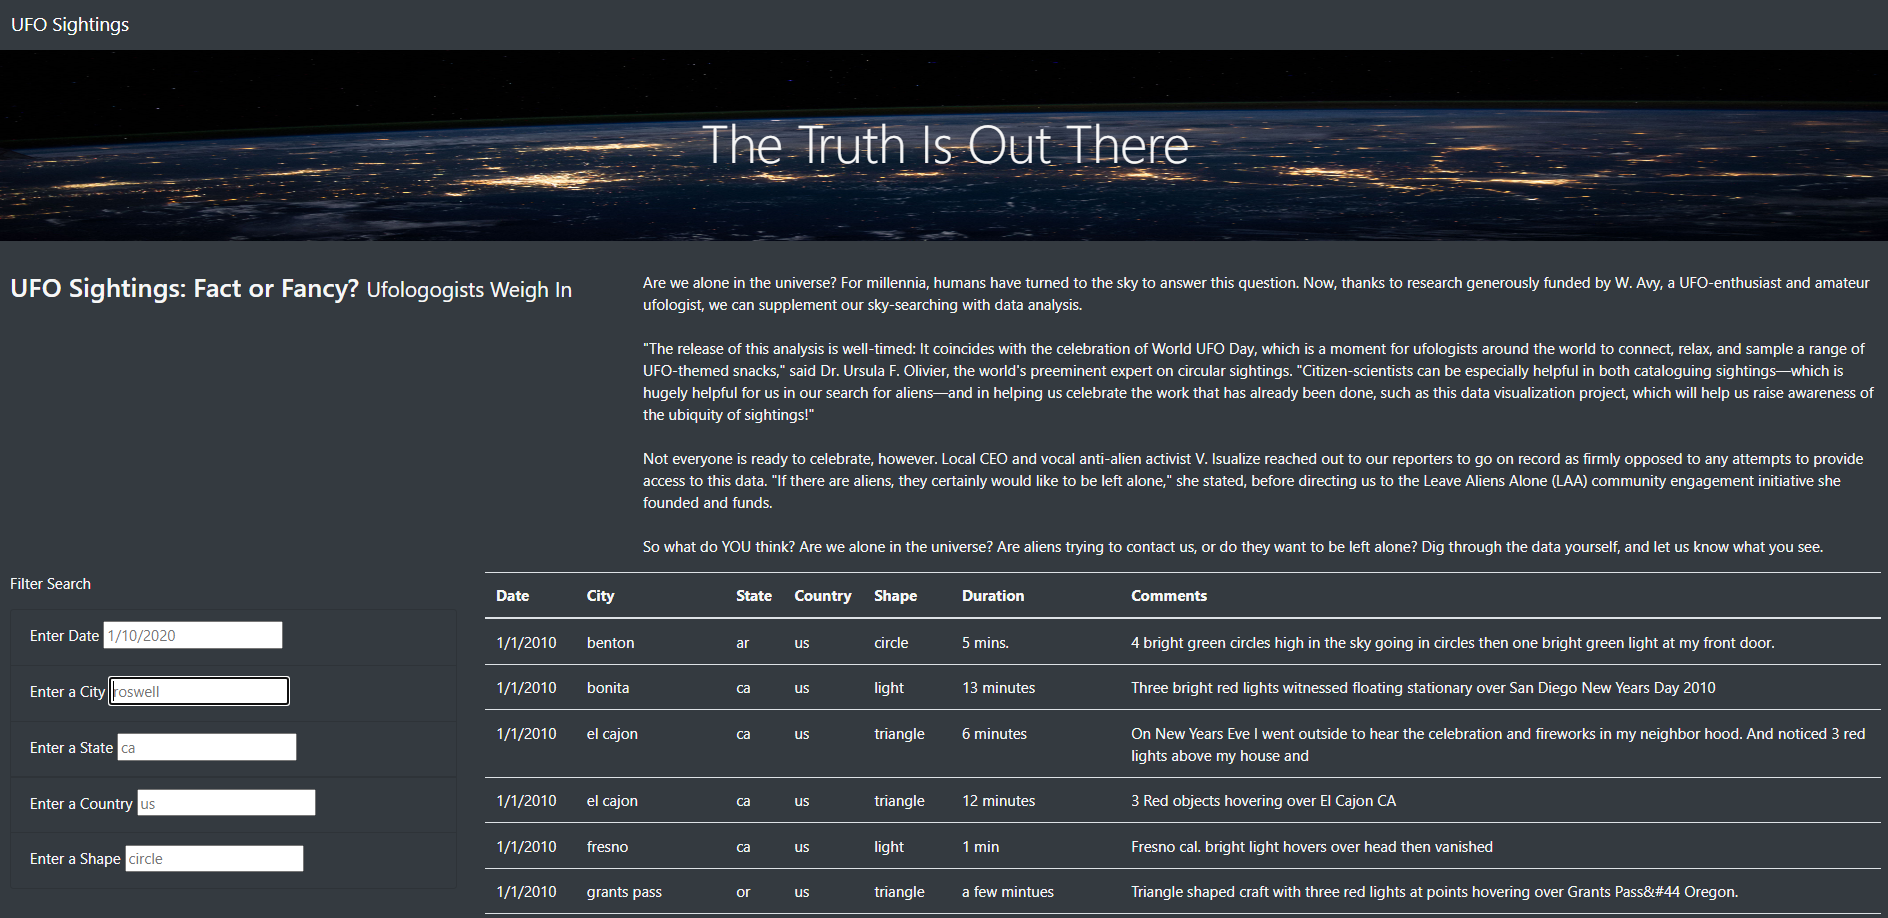 UFO Sightings
The Truth Is Out There
UFO Sightings: Fact or Fancy? Ufologogists Weigh In
Are we alone in the universe? For millennia, humans have turned to the sky to answer this question. Now, thanks to research generously funded by W. Avy, a UFO-enthusiast and amateur
ufologist, we can supplement our sky-searching with data analysis.
"The release of this analysis is well-timed: It coincides with the celebration of World UFO Day, which is a moment for ufologists around the world to connect, relax, and sample a range of
UFO-themed snacks," said Dr. Ursula F. Olivier, the world's preeminent expert on circular sightings. "Citizen-scientists can be especially helpful in both cataloguing sightings—which is
hugely helpful for us in our search for aliens—and in helping us celebrate the work that has already been done, such as this data visualization project, which will help us raise awareness of
the ubiquity of sightings!"
Not everyone is ready to celebrate, however. Local CEO and vocal anti-alien activist V. Isualize reached out to our reporters to go on record as firmly opposed to any attempts to provide
access to this data. "If there are aliens, they certainly would like to be left alone," she stated, before directing us to the Leave Aliens Alone (LAA) community engagement initiative she
founded and funds.
So what do YOU think? Are we alone in the universe? Are aliens trying to contact us, or do they want to be left alone? Dig through the data yourself, and let us know what you see.
Filter Search
Enter Date 1/10/2020
Enter a City roswell
Enter a State ca
Enter a Country us
Enter a Shape circle
Date City State Country Shape Duration Comments
1/1/2010 benton ar us circle 5 mins. 4 bright green circles high in the sky going in circles then one bright green light at my front door.
1/1/2010 bonita ca us light 13 minutes Three bright red lights witnessed floating stationary over San Diego New Years Day 2010
1/1/2010 el cajon ca us triangle 6 minutes On New Years Eve I went outside to hear the celebration and fireworks in my neighbor hood. And noticed 3 red
lights above my house and
1/1/2010 el cajon ca us triangle 12 minutes 3 Red objects hovering over El Cajon CA
1/1/2010 fresno ca us light 1 min Fresno cal. bright light hovers over head then vanished
1/1/2010 grants pass or us triangle a few mintues Triangle shaped craft with three red lights at points hovering over Grants Pass&#44 Oregon.